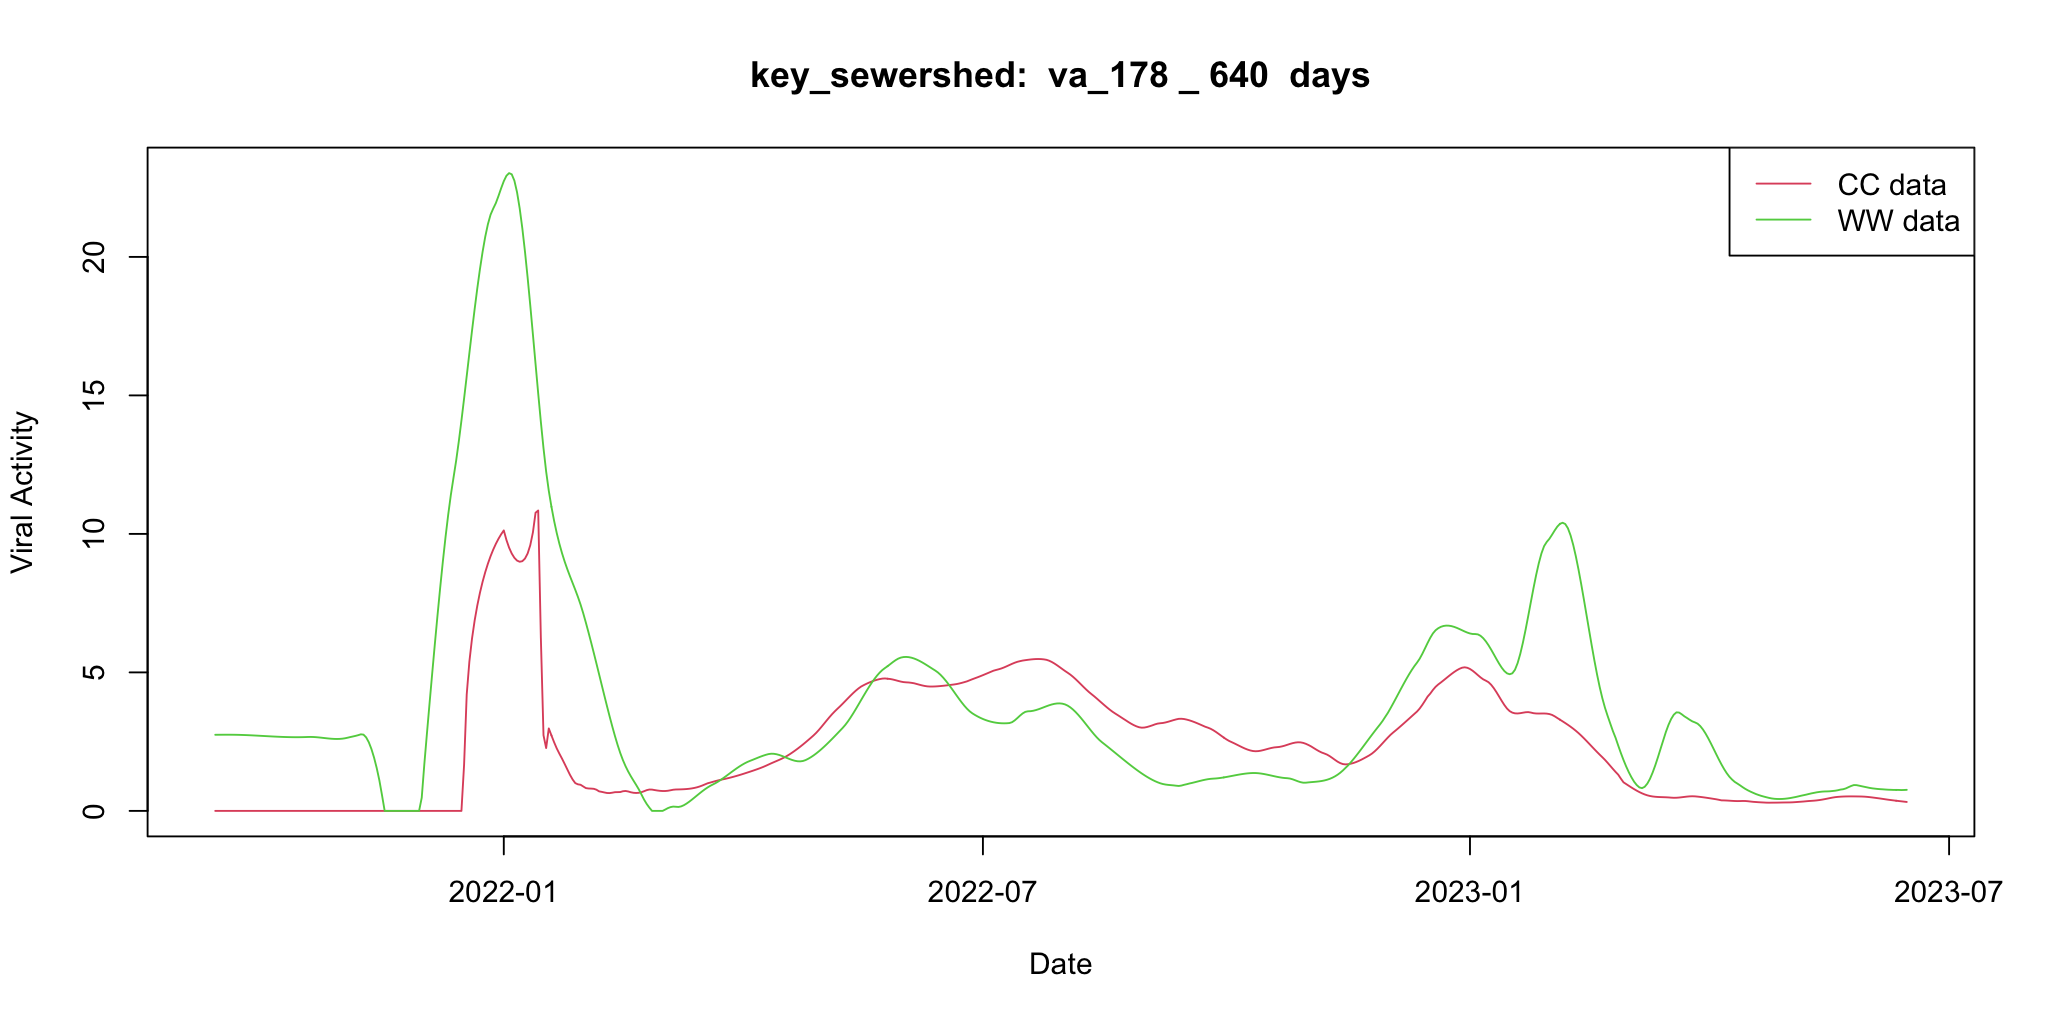 key_sewershed: va_178 _ 640 days
CC data
WW data
Viral Activity
20
15
10
5
0
2022-01
2022-07
2023-01
2023-07
Date